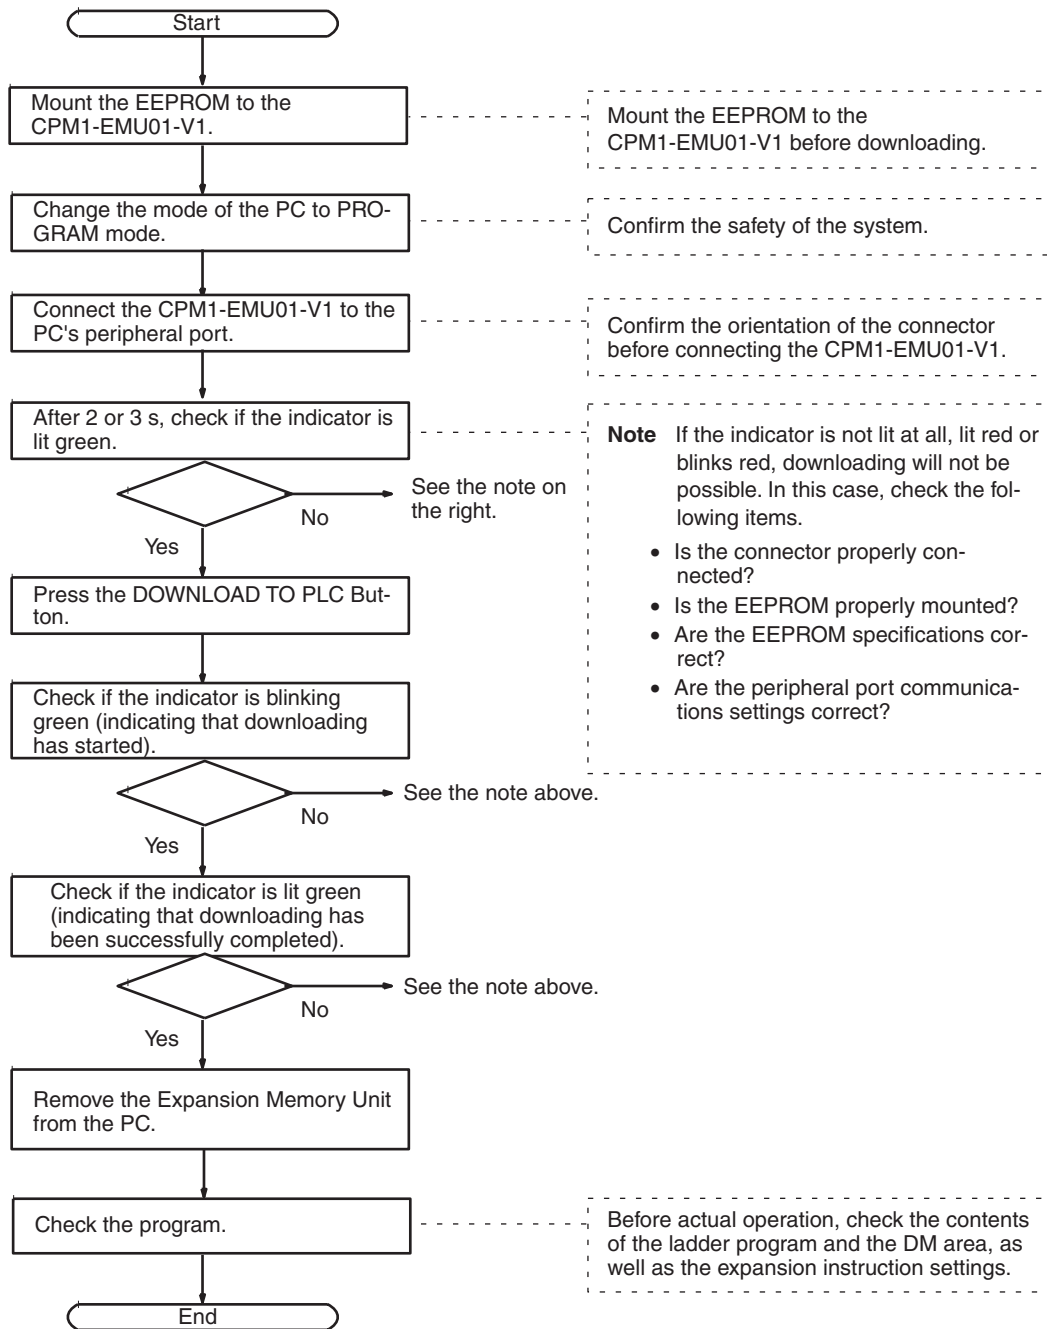 Start
Mount the EEPROM to the
CPM1-EMU01-V1.
Mount the EEPROM to the
CPM1-EMU01-V1 before downloading.
Change the mode of the PC to PRO-
GRAM mode.
Confirm the safety of the system.
Connect the CPM1-EMU01-V1 to the
PC's peripheral port.
Confirm the orientation of the connector
before connecting the CPM1-EMU01-V1.
After 2 or 3 s, check if the indicator is
lit green.
Note If the indicator is not lit at all, lit red or
blinks red, downloading will not be
possible. In this case, check the fol-
lowing items.
• Is the connector properly con-
nected?
• Is the EEPROM properly mounted?
• Are the EEPROM specifications cor-
rect?
• Are the peripheral port communica-
tions settings correct?
No
See the note on
the right.
Yes
Press the DOWNLOAD TO PLC But-
ton.
Check if the indicator is blinking
green (indicating that downloading
has started).
No
See the note above.
Yes
Check if the indicator is lit green
(indicating that downloading has
been successfully completed).
No
See the note above.
Yes
Remove the Expansion Memory Unit
from the PC.
Check the program.
Before actual operation, check the contents
of the ladder program and the DM area, as
well as the expansion instruction settings.
End